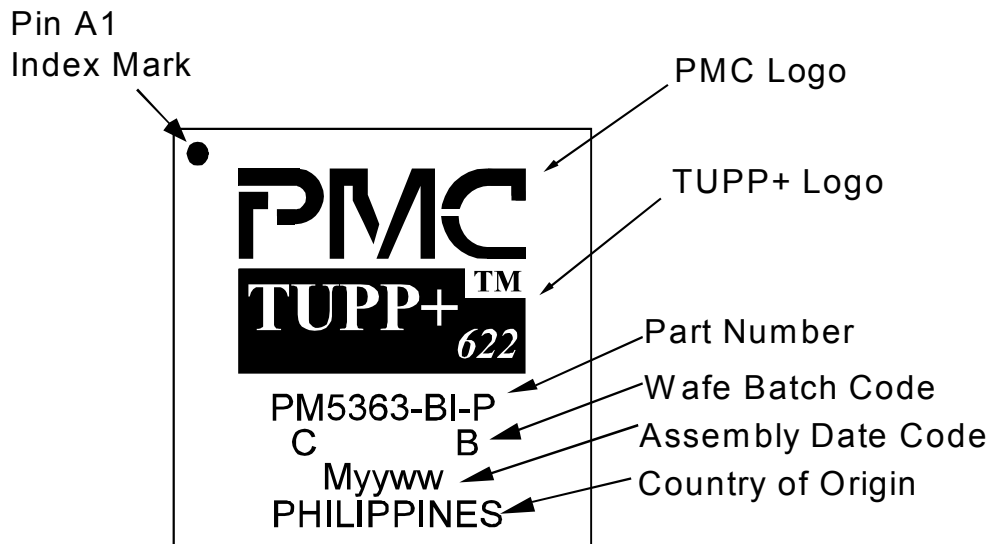 Pin A1
Index Mark
PMC Logo
TUPP+ Logo
PMC
TUPP+ TM
622
Part Number
PM5363-BI-P
Wafe Batch Code
C B
Assembly Date Code
Myyww
Country of Origin
PHILIPPINES